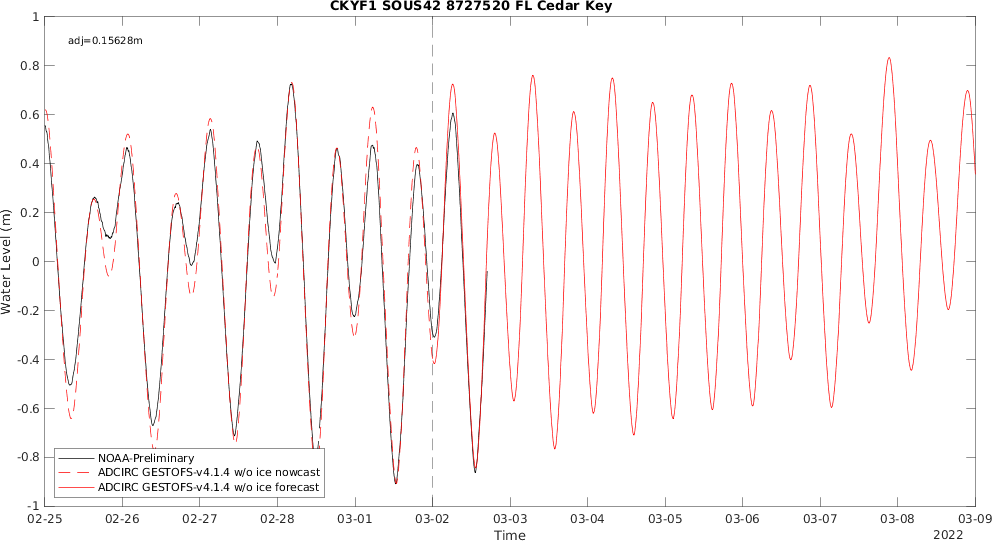 CKYF1 SOUS42 8727520 FL Cedar Key
adj=0.15628m
1
0.8
0.6
0.4
0.2
0
-0.2
-0.4
-0.6
-0.8
-1
Water Level (m)
NOAA-Preliminary
ADCIRC GESTOFS-v4.1.4 w/o ice nowcast
ADCIRC GESTOFS-v4.1.4 w/o ice forecast
02-25 02-26 02-27 02-28 03-01 03-02 03-03 03-04 03-05 03-06 03-07 03-08 03-09
Time
2022